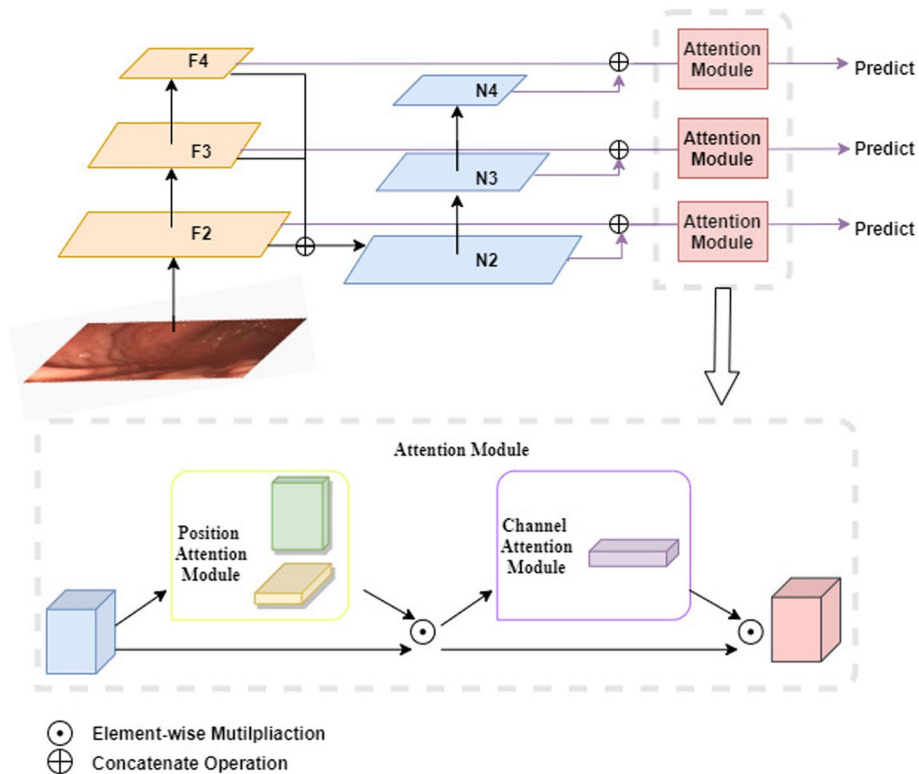 F4
N4
Attention
Module
Predict
F3
N3
Attention
Module
Predict
F2
N2
Attention
Module
Predict
Attention Module
Position
Attention
Module
Channel
Attention
Module
Element-wise Mutilpliaction
Concatenate Operation